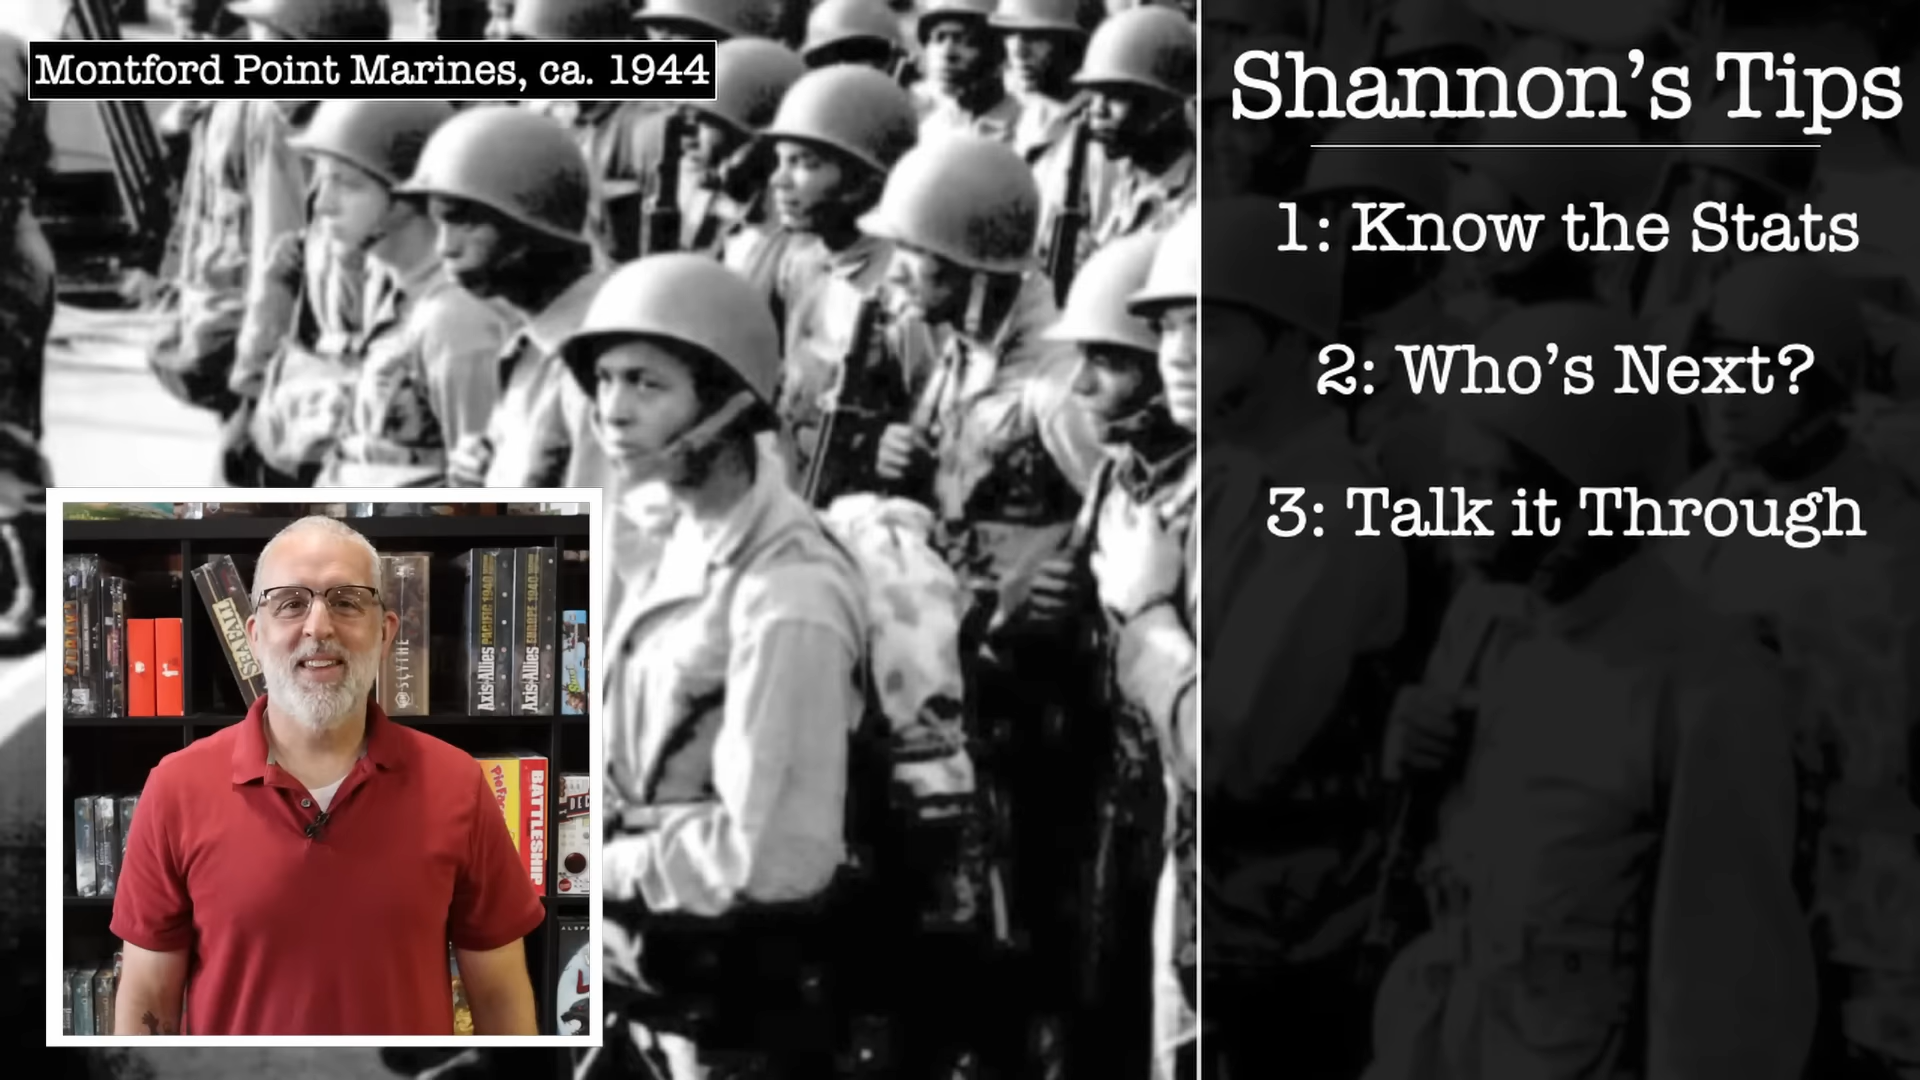 Montford Point Marines, ca. 1944
Shannon’s Tips
1: Know the Stats
2: Who’s Next?
3: Talk it Through
SEAFALL
SCYTHE
Axis&Allies PACIFIC 1940
Axis&Allies EUROPE 1940
BATTLESHIP